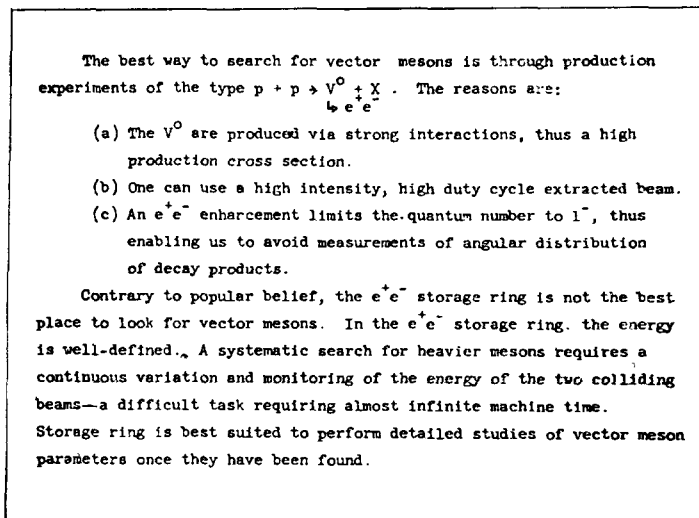 The best way to search for vector mesons is through production
experiments of the type p + p → V⁰ + X . The reasons are:
↳ e⁺e⁻
(a) The V⁰ are produced via strong interactions, thus a high
production cross section.
(b) One can use a high intensity, high duty cycle extracted beam.
(c) An e⁺e⁻ enharcement limits the quantum number to 1⁻, thus
enabling us to avoid measurements of angular distribution
of decay products.
Contrary to popular belief, the e⁺e⁻ storage ring is not the best
place to look for vector mesons. In the e⁺e⁻ storage ring. the energy
is well-defined. A systematic search for heavier mesons requires a
continuous variation and monitoring of the energy of the two colliding
beams—a difficult task requiring almost infinite machine time.
Storage ring is best suited to perform detailed studies of vector meson
parameters once they have been found.